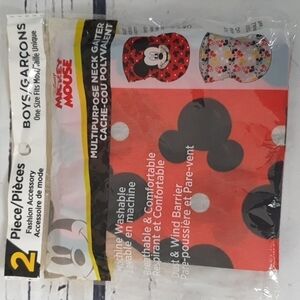 BOYS/GARÇONS
One Size Fits Most/Taille Unique
2 Piece/Pièces
Fashion Accessory
Accessoire de mode
MICKEY
MOUSE
MULTIPURPOSE NECK GAITER
CACHE-COU POLYVALENT
Machine Washable
Lavable en machine
Breathable & Comfortable
Respirant et Confortable
Dust & Wind Barrier
Pare-poussière et Pare-vent